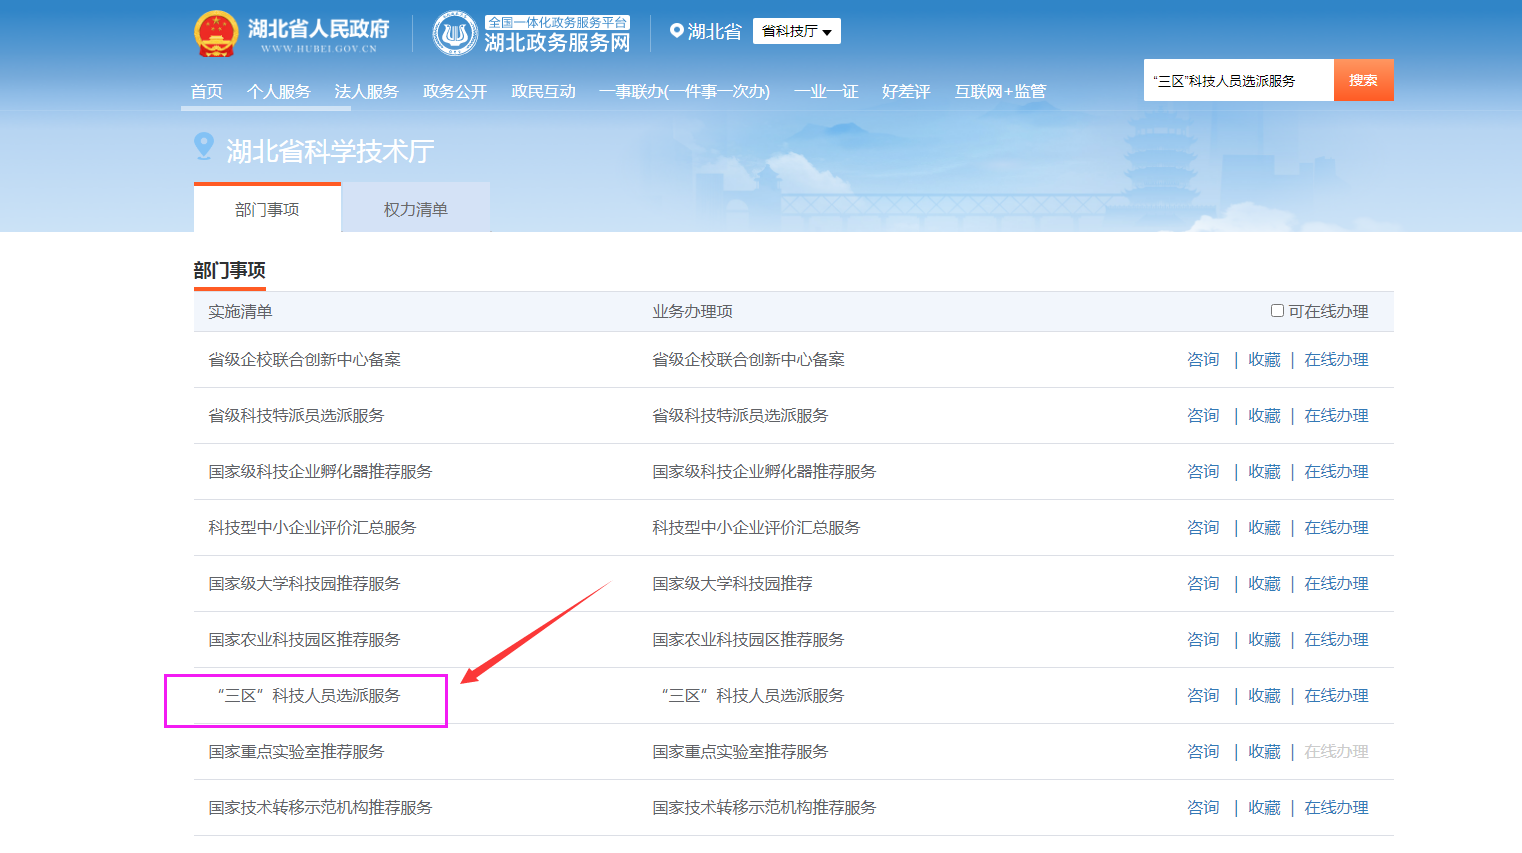 湖北省人民政府
WWW.HUBEI.GOV.CN
全国一体化政务服务平台
湖北政务服务网
湖北省
省科技厅
首页 个人服务 法人服务 政务公开 政民互动 一事联办(一件事一次办) 一业一证 好差评 互联网+监管
“三区”科技人员选派服务 搜索
湖北省科学技术厅
部门事项 权力清单
部门事项
实施清单 业务办理项 可在线办理
省级企校联合创新中心备案 省级企校联合创新中心备案 咨询 | 收藏 | 在线办理
省级科技特派员选派服务 省级科技特派员选派服务 咨询 | 收藏 | 在线办理
国家级科技企业孵化器推荐服务 国家级科技企业孵化器推荐服务 咨询 | 收藏 | 在线办理
科技型中小企业评价汇总服务 科技型中小企业评价汇总服务 咨询 | 收藏 | 在线办理
国家级大学科技园推荐服务 国家级大学科技园推荐 咨询 | 收藏 | 在线办理
国家农业科技园区推荐服务 国家农业科技园区推荐服务 咨询 | 收藏 | 在线办理
“三区”科技人员选派服务 “三区”科技人员选派服务 咨询 | 收藏 | 在线办理
国家重点实验室推荐服务 国家重点实验室推荐服务 咨询 | 收藏 | 在线办理
国家技术转移示范机构推荐服务 国家技术转移示范机构推荐服务 咨询 | 收藏 | 在线办理